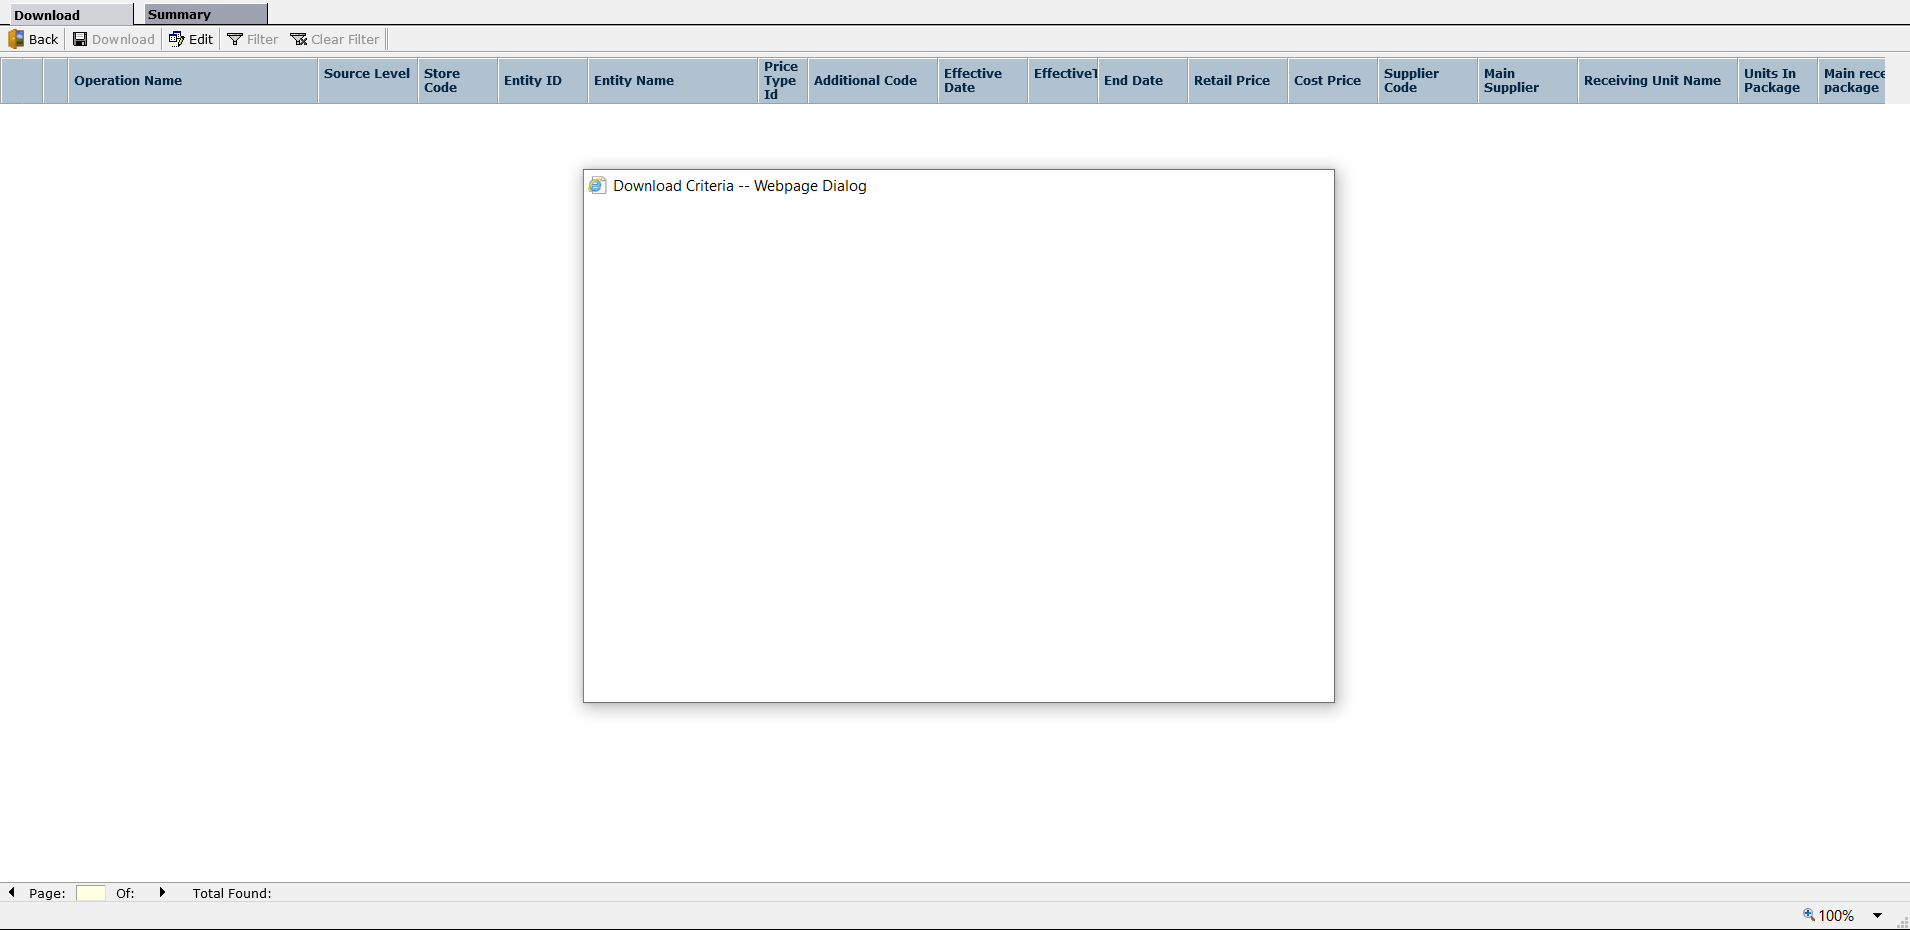 Download Summary
Back Download Edit Filter Clear Filter
Operation Name
Source Level
Store
Code
Entity ID
Entity Name
Price
Type
Id
Additional Code
Effective
Date
EffectiveT
End Date
Retail Price
Cost Price
Supplier
Code
Main
Supplier
Receiving Unit Name
Units In
Package
Main rece
package
Download Criteria -- Webpage Dialog
Page: Of: Total Found:
100%